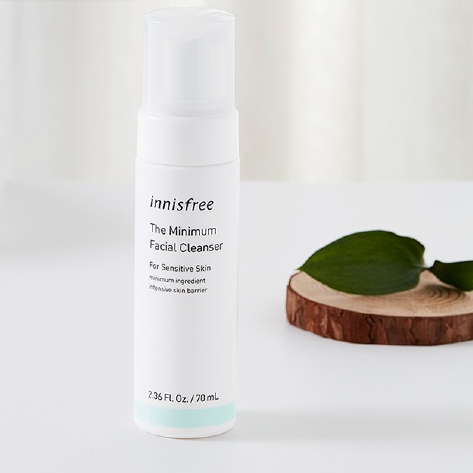 innisfree
The Minimum
Facial Cleanser
For Sensitive Skin
minimum ingredient
intensive skin barrier
2.36 FL Oz. / 70 mL